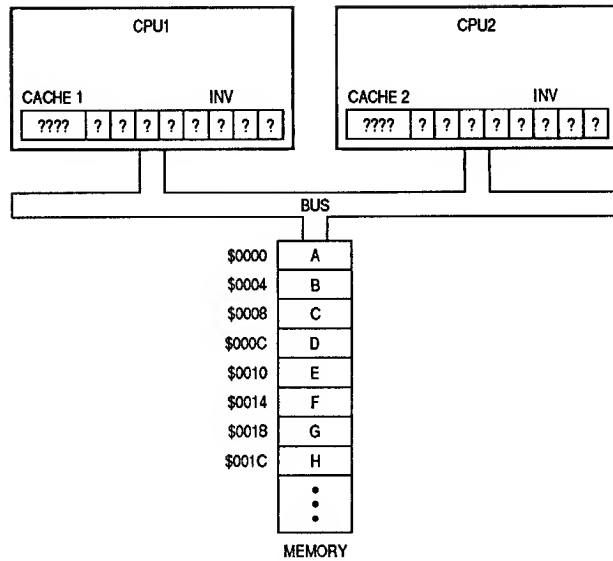 CPU1
CPU2
CACHE 1 INV
CACHE 2 INV
???? ? ? ? ? ? ? ? ?
???? ? ? ? ? ? ? ? ?
BUS
$0000 A
$0004 B
$0008 C
$000C D
$0010 E
$0014 F
$0018 G
$001C H
MEMORY